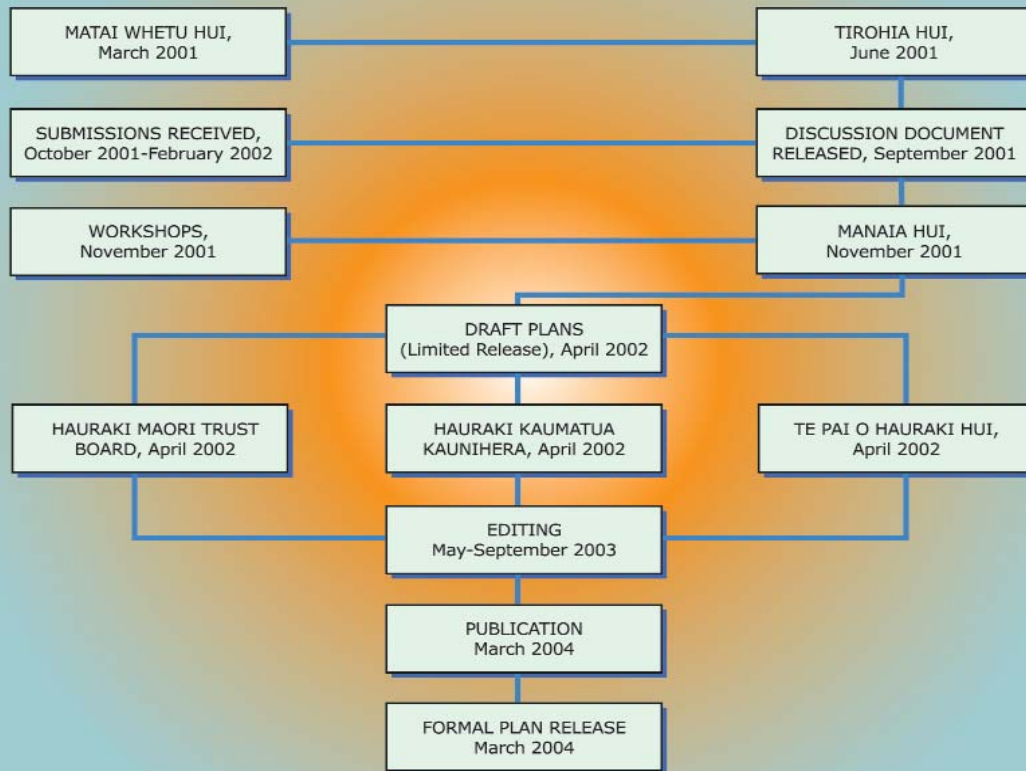 MATAI WHETU HUI,
March 2001
TIROHIA HUI,
June 2001
SUBMISSIONS RECEIVED,
October 2001-February 2002
DISCUSSION DOCUMENT
RELEASED, September 2001
WORKSHOPS,
November 2001
MANAIA HUI,
November 2001
DRAFT PLANS
(Limited Release), April 2002
HAURAKI MAORI TRUST
BOARD, April 2002
HAURAKI KAUMATUA
KAUNIHERA, April 2002
TE PAI O HAURAKI HUI,
April 2002
EDITING
May-September 2003
PUBLICATION
March 2004
FORMAL PLAN RELEASE
March 2004